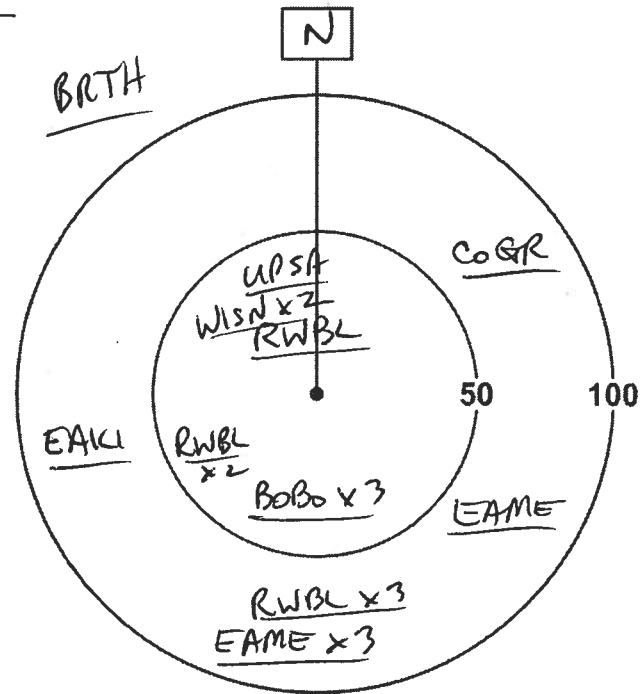 N
BRTH
CoGR
UPSA
WISN x 2
RWBL
50
100
EAKI
RWBL
x 2
BoBo x 3
EAME
RWBL x 3
EAME x 3